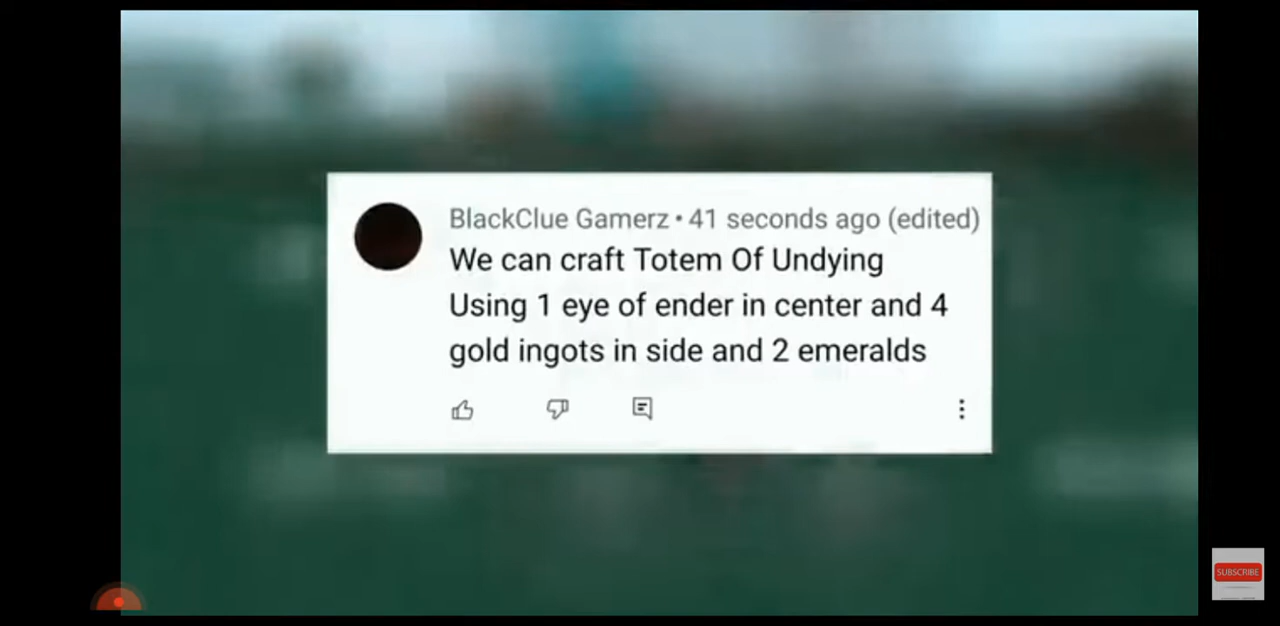 BlackClue Gamerz • 41 seconds ago (edited)
We can craft Totem Of Undying
Using 1 eye of ender in center and 4
gold ingots in side and 2 emeralds
SUBSCRIBE